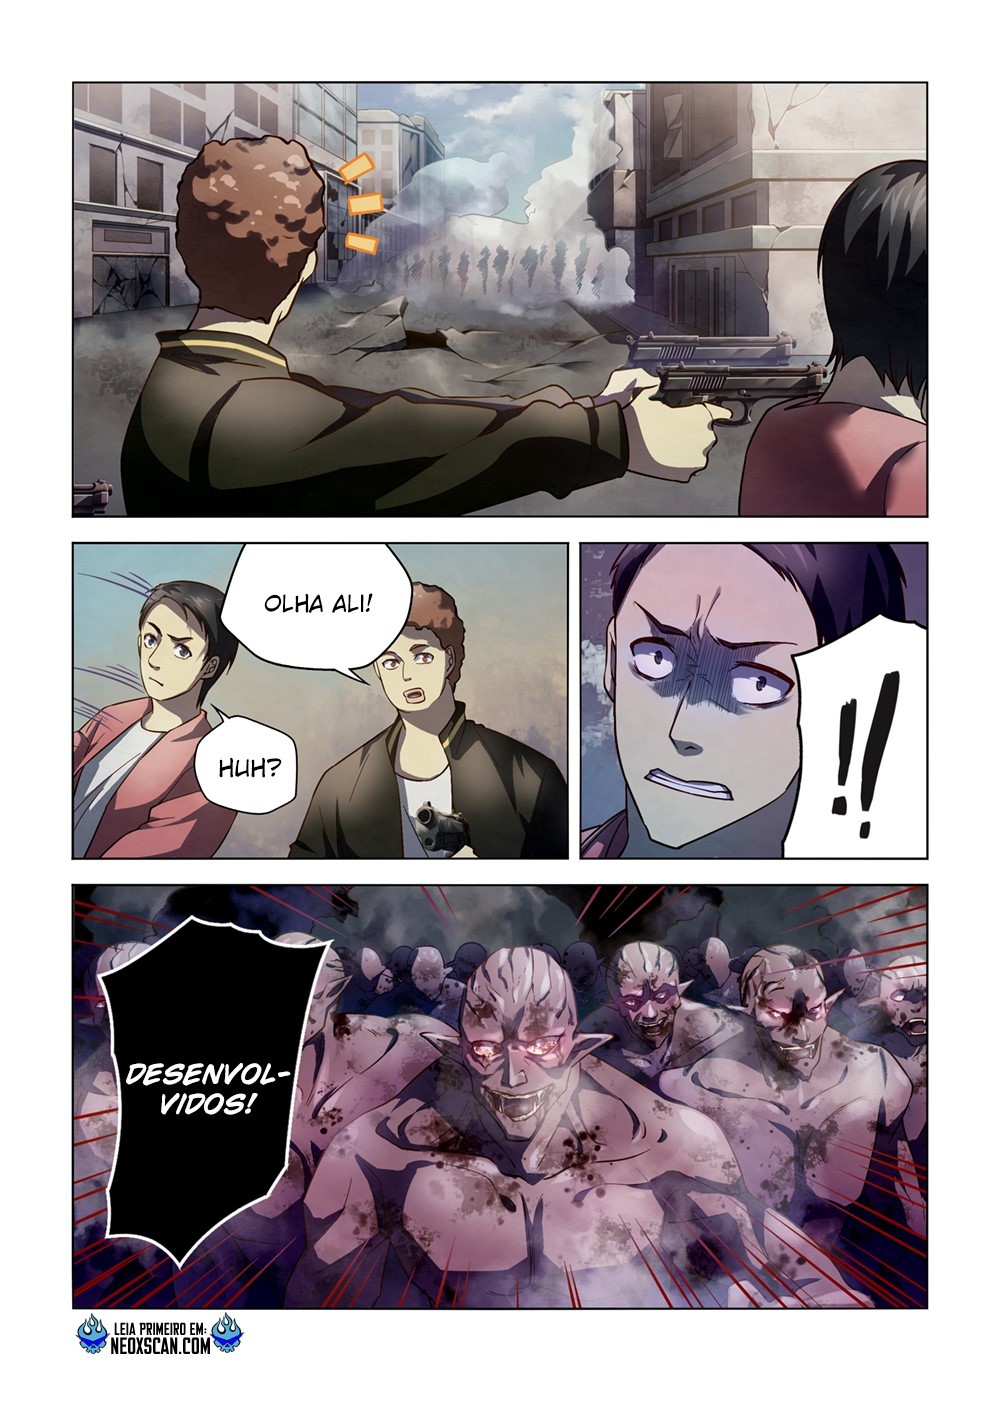 OLHA ALI!
HUH?
!!
DESENVOL-
VIDOS!
LEIA PRIMEIRO EM:
NEOXSCAN.COM